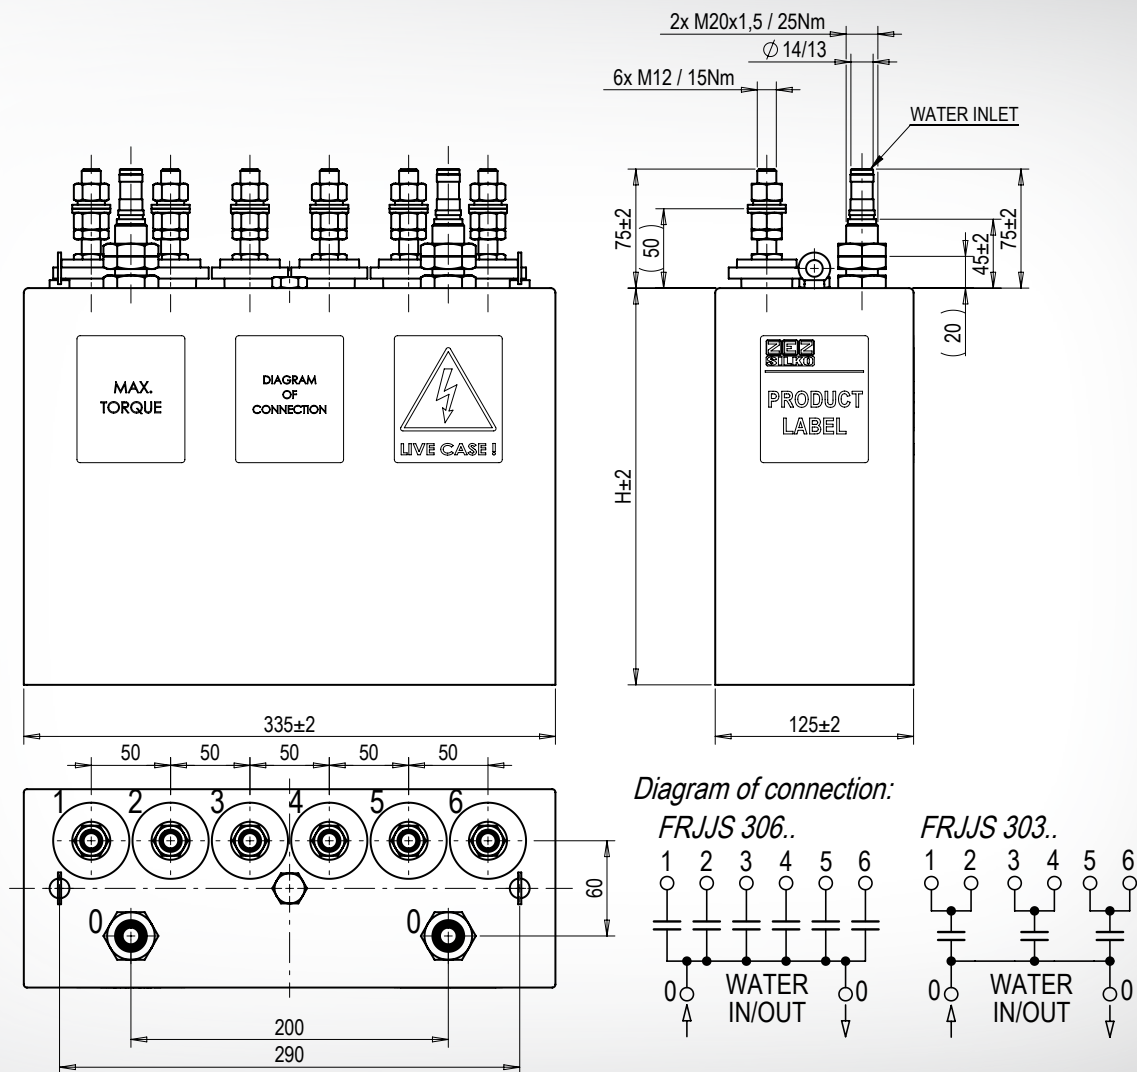 2x M20x1,5 / 25Nm
∅ 14/13
6x M12 / 15Nm
WATER INLET
75±2
(50)
45±2
75±2
(20)
MAX.
TORQUE
DIAGRAM
OF
CONNECTION
LIVE CASE !
ZEZ
SILKO
PRODUCT
LABEL
H±2
335±2
125±2
50 50 50 50 50
1 2 3 4 5 6
60
0 0
200
290
Diagram of connection:
FRJJS 306..
1 2 3 4 5 6
0 WATER 0
IN/OUT
FRJJS 303..
1 2 3 4 5 6
0 WATER 0
IN/OUT